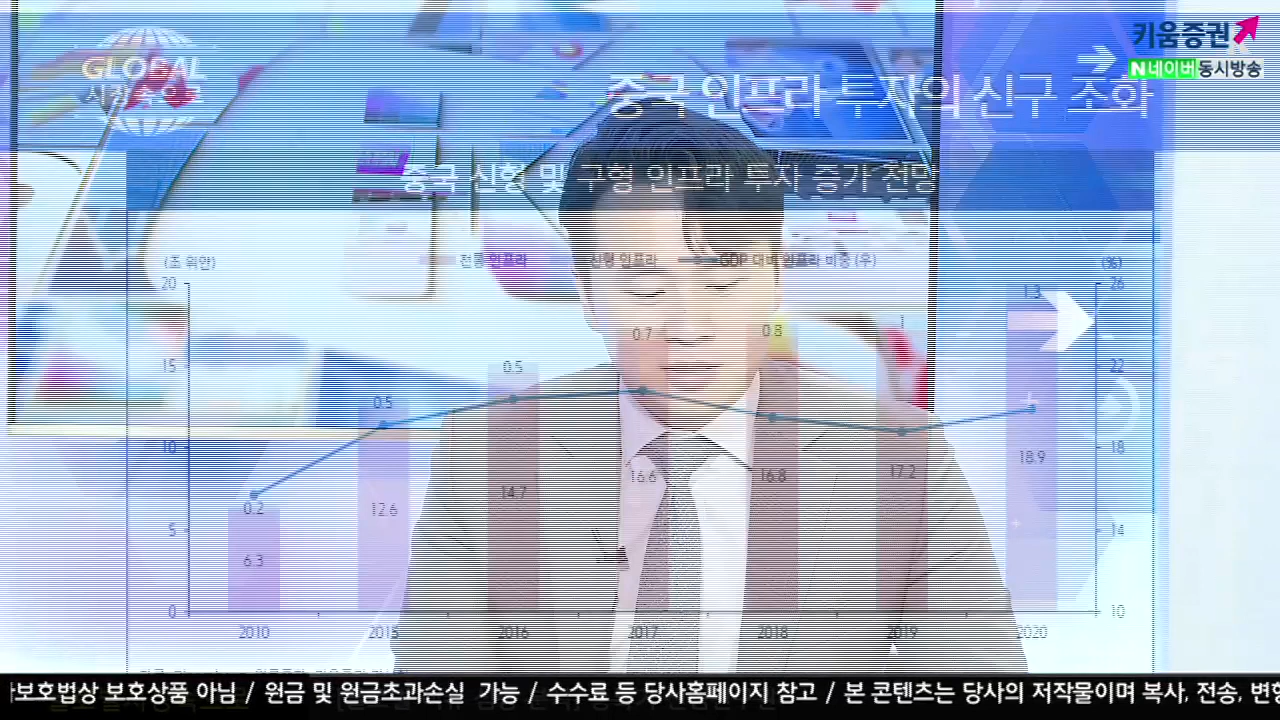 키움증권
N네이버 동시방송
GLOBAL
중국 인프라 투자의 신구 조화
중국 신형 및 구형 인프라 투자 증가 전망
(조 위안) 전통 인프라 신형 인프라 GDP 대비 인프라 비중 (우) (%)
20 26
1.3
0.7 0.8 1
15 0.5 22
0.5
10 18
18.9
16.6 16.8 17.2
14.7
0.2 12.6
5 14
6.3
0 10
2010 2015 2016 2017 2018 2019 2020
보호법상 보호상품 아님 / 원금 및 원금초과손실 가능 / 수수료 등 당사홈페이지 참고 / 본 콘텐츠는 당사의 저작물이며 복사, 전송, 변형